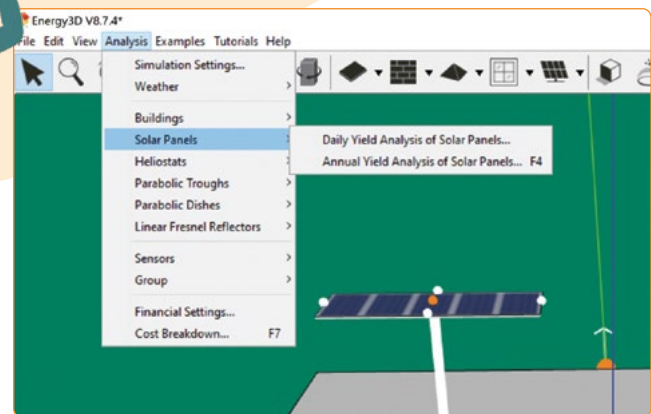 Energy3D V8.7.4*
File Edit View Analysis Examples Tutorials Help
Simulation Settings...
Weather
Buildings
Solar Panels
Daily Yield Analysis of Solar Panels...
Annual Yield Analysis of Solar Panels... F4
Heliostats
Parabolic Troughs
Parabolic Dishes
Linear Fresnel Reflectors
Sensors
Group
Financial Settings...
Cost Breakdown... F7